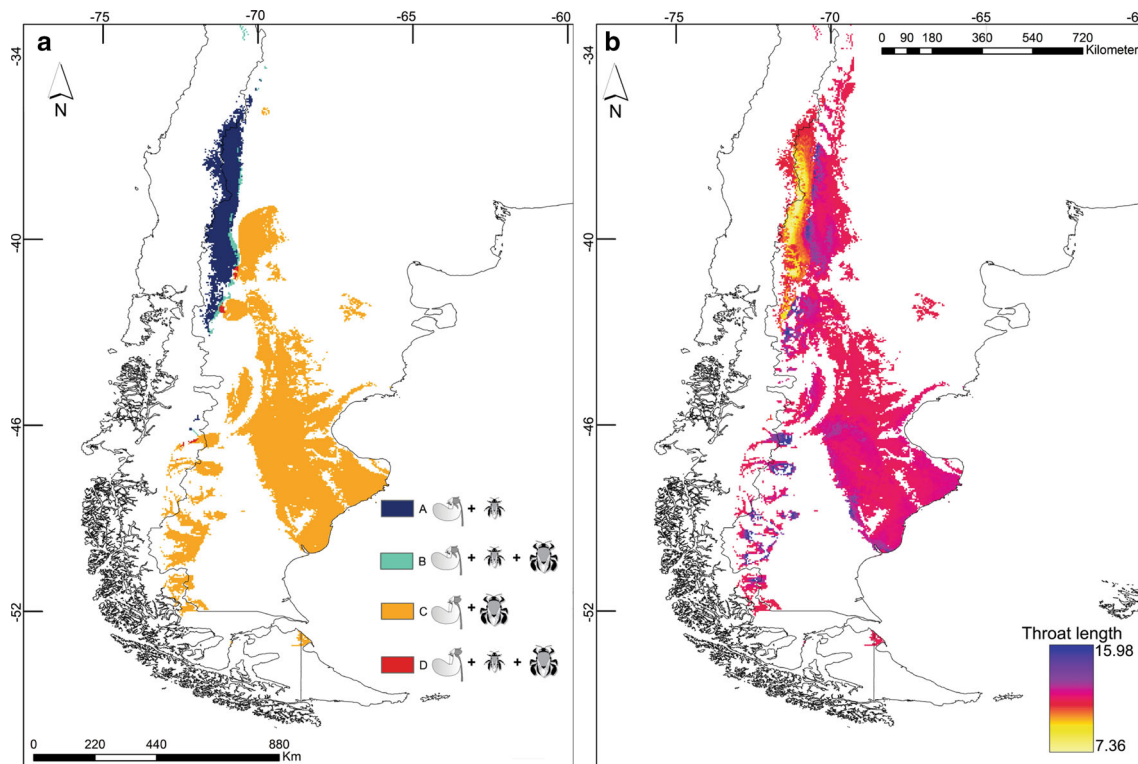 -75 -70 -65 -60
a
-34
N
-40
-46
-52
A + 
B + +
C +
D + +
0 220 440 880
Km
-70 -65 -6
b
0 90 180 360 540 720
Kilometer
-34
N
-40
-46
-52
Throat length
15.98
7.36